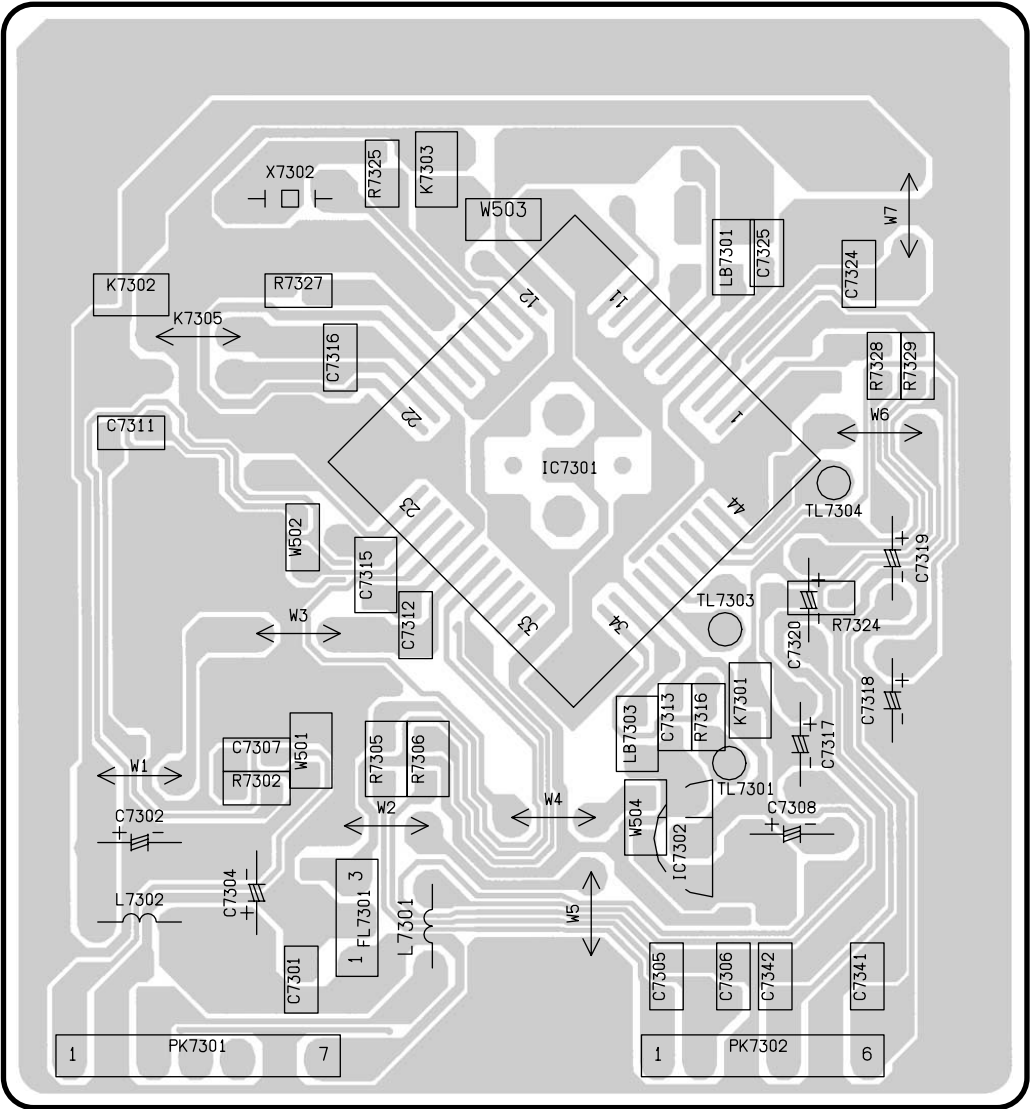 X7302
R7325
K7303
W503
W7
LB7301
C7325
C7324
K7302
R7327
12
11
K7305
C7316
R7328
R7329
22
1
W6
C7311
IC7301
23
44
TL7304
W502
C7315
C7319
C7312
W3
33
34
TL7303
C7320
R7324
K7301
C7318
LB7303
C7313
R7316
C7317
C7307
W501
R7302
R7305
R7306
W1
W2
W4
TL7301
C7302
W504
IC7302
C7308
C7304
L7302
3
FL7301
1
L7301
W5
C7301
C7305
C7306
C7342
C7341
1
PK7301
7
1
PK7302
6